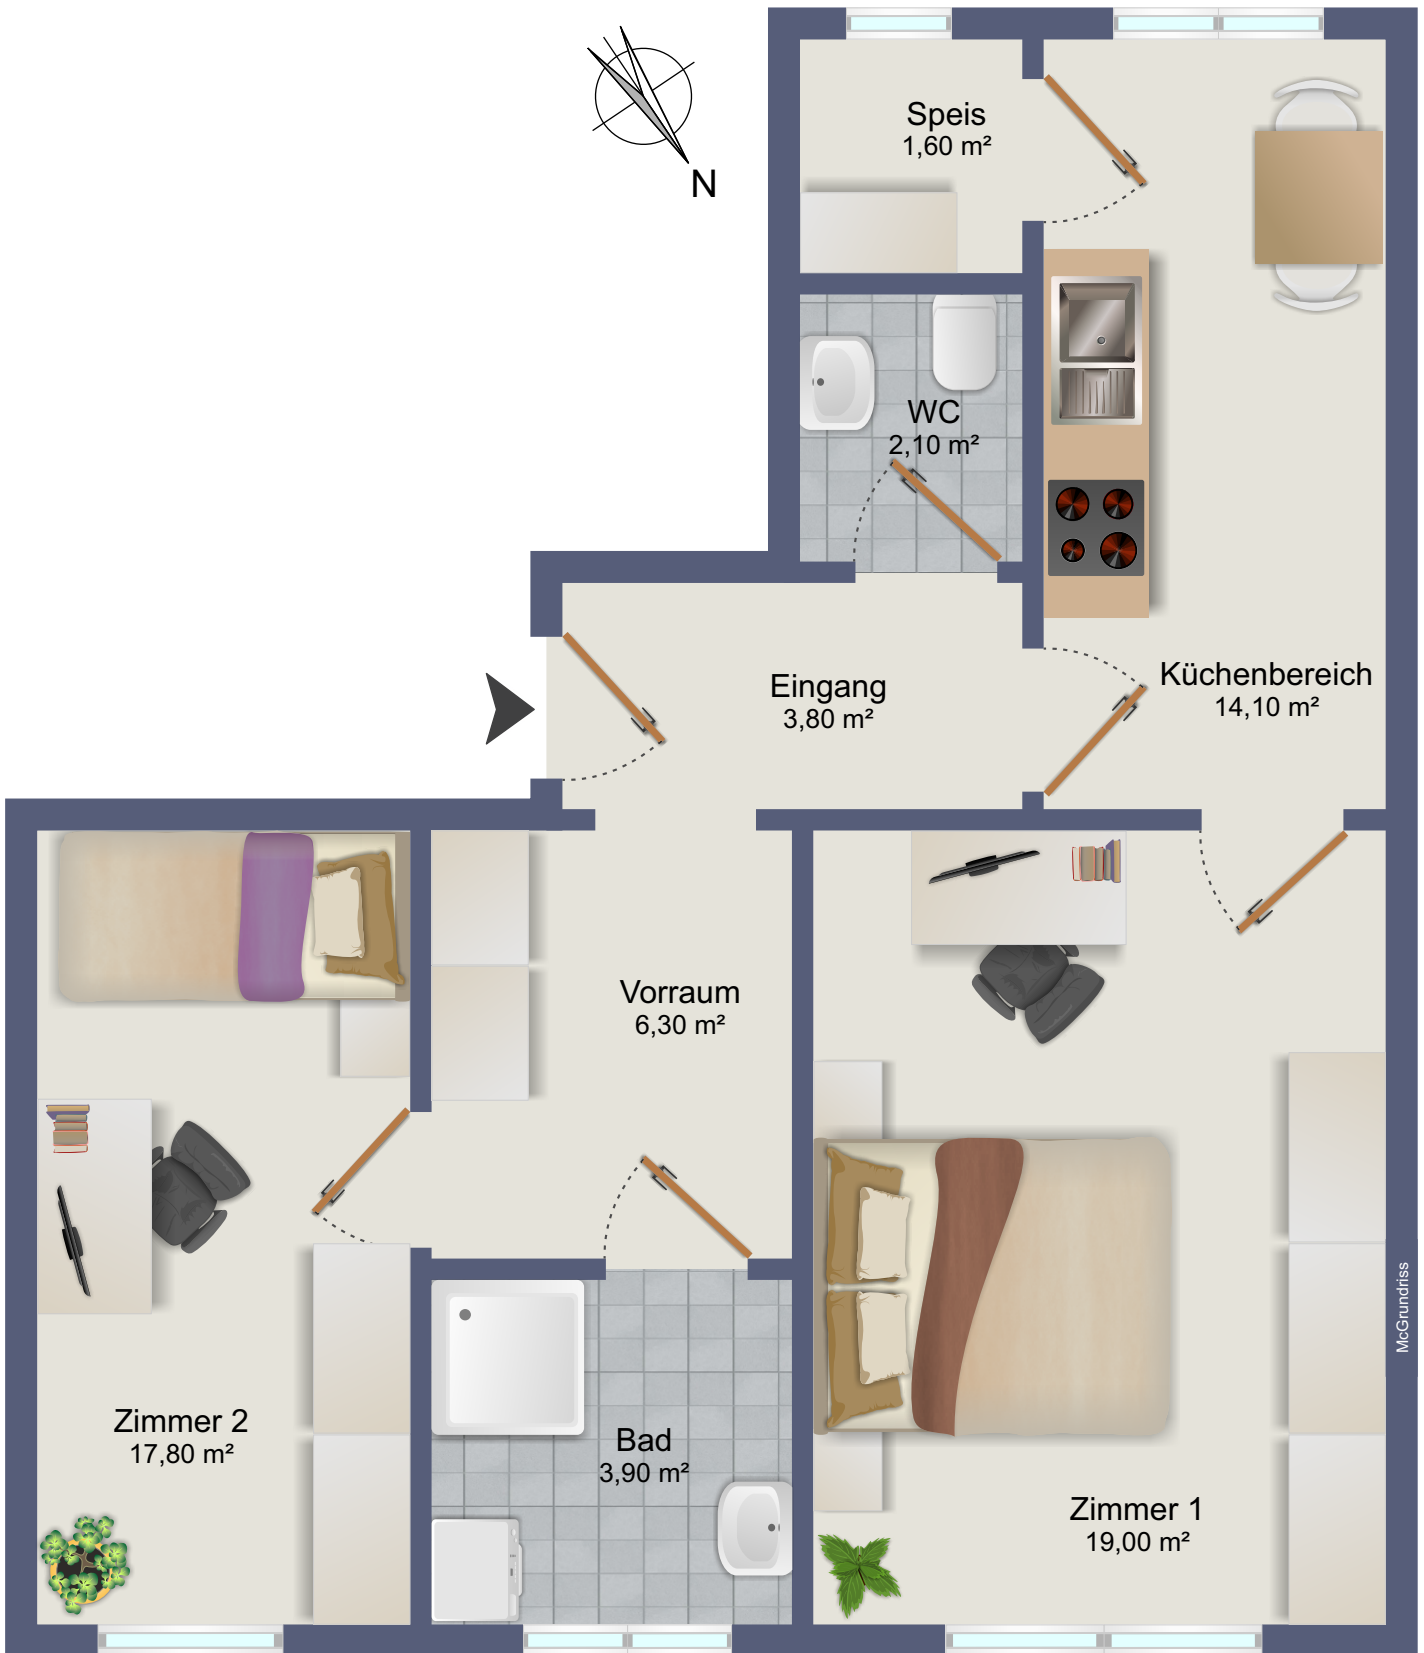 N
Speis
1,60 m²
WC
2,10 m²
Eingang
3,80 m²
Küchenbereich
14,10 m²
Vorraum
6,30 m²
Zimmer 2
17,80 m²
Bad
3,90 m²
Zimmer 1
19,00 m²
McGrundriss